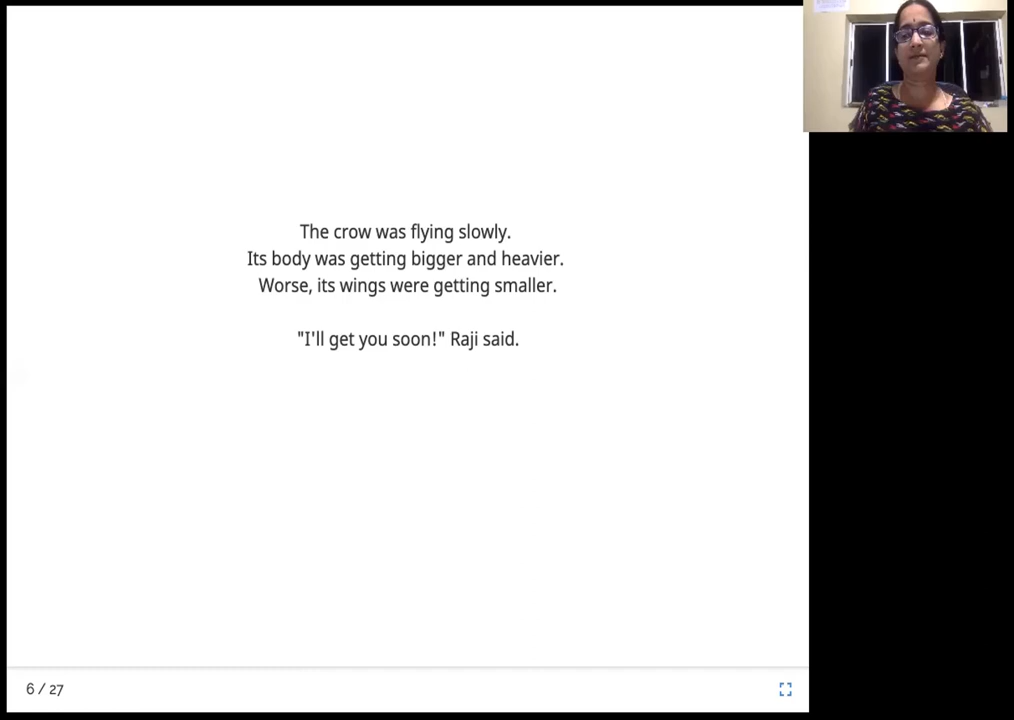 The crow was flying slowly.
Its body was getting bigger and heavier.
Worse, its wings were getting smaller.
"I'll get you soon!" Raji said.
6 / 27